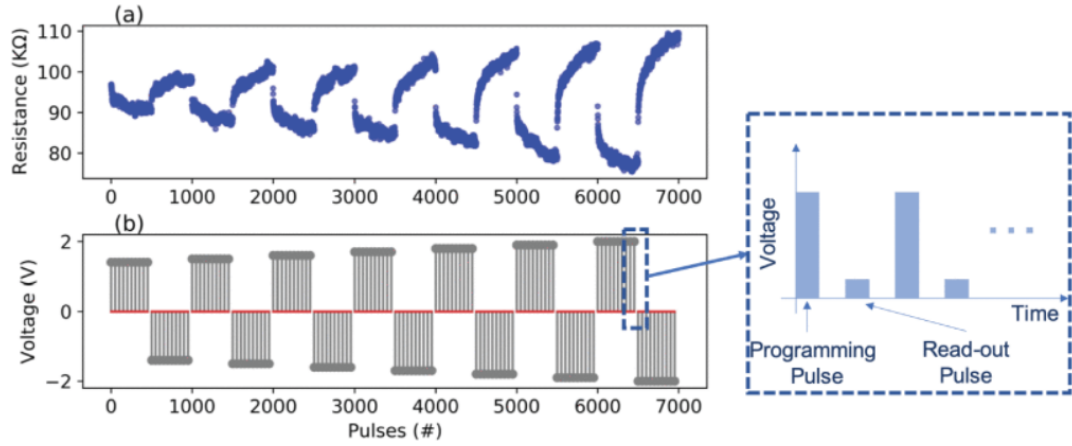 (a)
Resistance (KΩ)
110
100
90
80
0 1000 2000 3000 4000 5000 6000 7000
(b)
Voltage (V)
2
0
−2
0 1000 2000 3000 4000 5000 6000 7000
Pulses (#)
Voltage
Time
Programming
Pulse
Read-out
Pulse